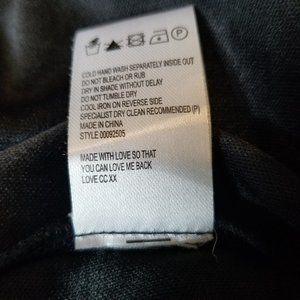 P
COLD HAND WASH SEPARATELY INSIDE OUT
DO NOT BLEACH OR RUB
DRY IN SHADE WITHOUT DELAY
DO NOT TUMBLE DRY
COOL IRON ON REVERSE SIDE
SPECIALIST DRY CLEAN RECOMMENDED (P)
MADE IN CHINA
STYLE 00092505
MADE WITH LOVE SO THAT
YOU CAN LOVE ME BACK
LOVE CC XX